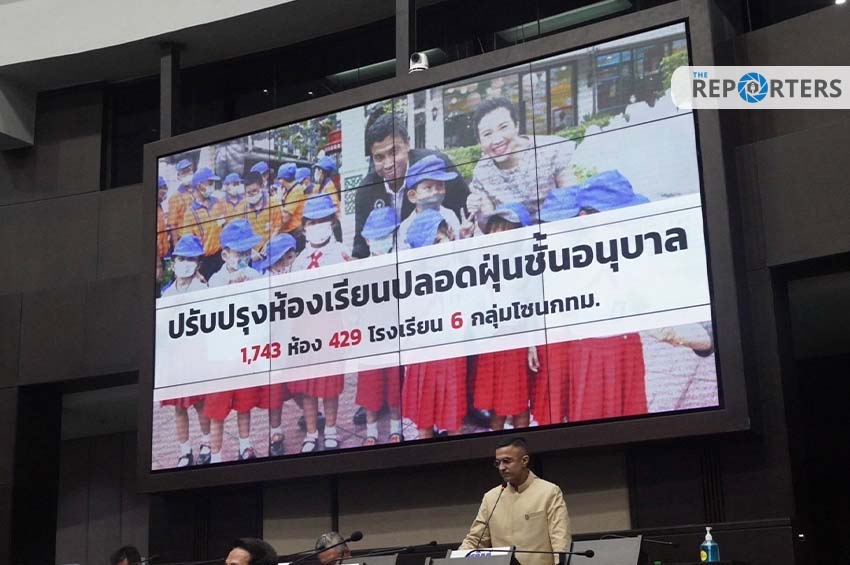 THE
REPORTERS
ปรับปรุงห้องเรียนปลอดฝุ่นชั้นอนุบาล
1,743 ห้อง 429 โรงเรียน 6 กลุ่มโซนกทม.